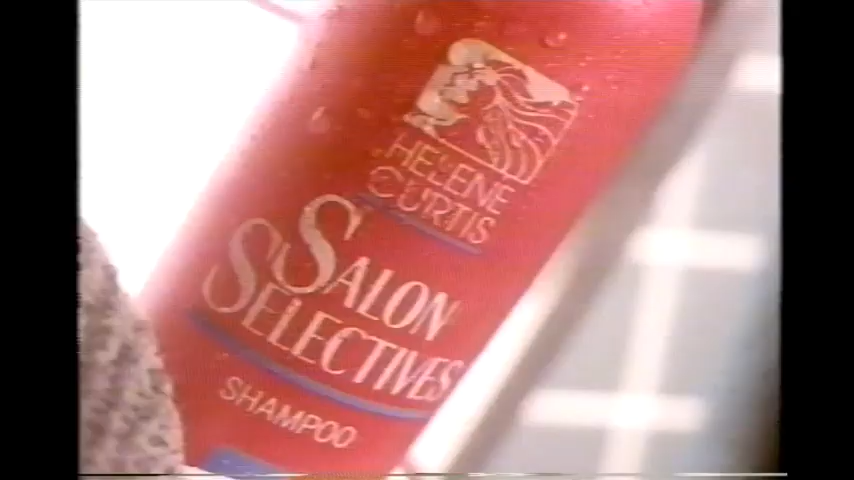 HELENE
CURTIS
SALON
SELECTIVES
SHAMPOO